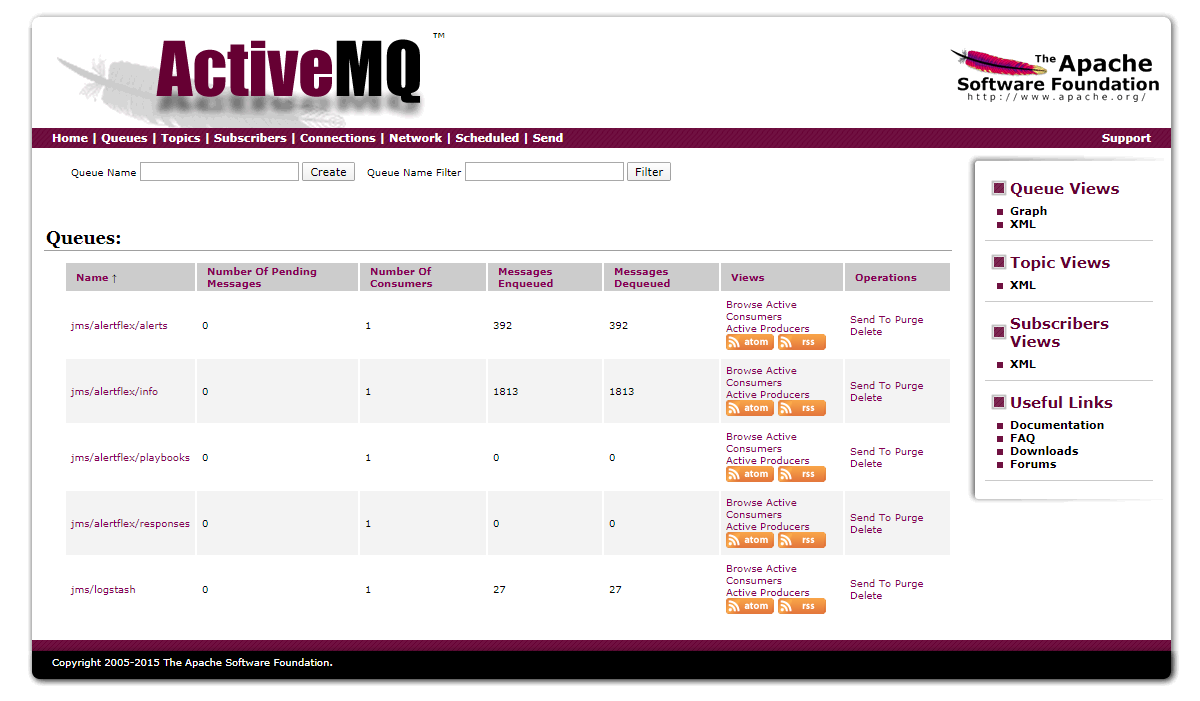 ActiveMQ ™
The Apache
Software Foundation
http://www.apache.org/
Home | Queues | Topics | Subscribers | Connections | Network | Scheduled | Send Support
Queue Name Create Queue Name Filter Filter
Queues:
Name ↑ Number Of Pending Messages Number Of Consumers Messages Enqueued Messages Dequeued Views Operations
jms/alertflex/alerts 0 1 392 392 Browse Active Consumers Active Producers atom rss Send To Purge Delete
jms/alertflex/info 0 1 1813 1813 Browse Active Consumers Active Producers atom rss Send To Purge Delete
jms/alertflex/playbooks 0 1 0 0 Browse Active Consumers Active Producers atom rss Send To Purge Delete
jms/alertflex/responses 0 1 0 0 Browse Active Consumers Active Producers atom rss Send To Purge Delete
jms/logstash 0 1 27 27 Browse Active Consumers Active Producers atom rss Send To Purge Delete
Queue Views
Graph
XML
Topic Views
XML
Subscribers
Views
XML
Useful Links
Documentation
FAQ
Downloads
Forums
Copyright 2005-2015 The Apache Software Foundation.